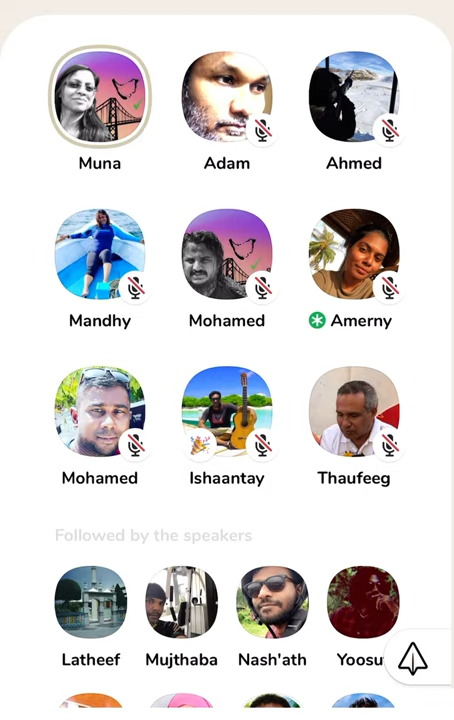 Muna Adam Ahmed
Mandhy Mohamed Amerny
Mohamed Ishaantay Thaufeeg
Followed by the speakers
Latheef Mujthaba Nash'ath Yoosu